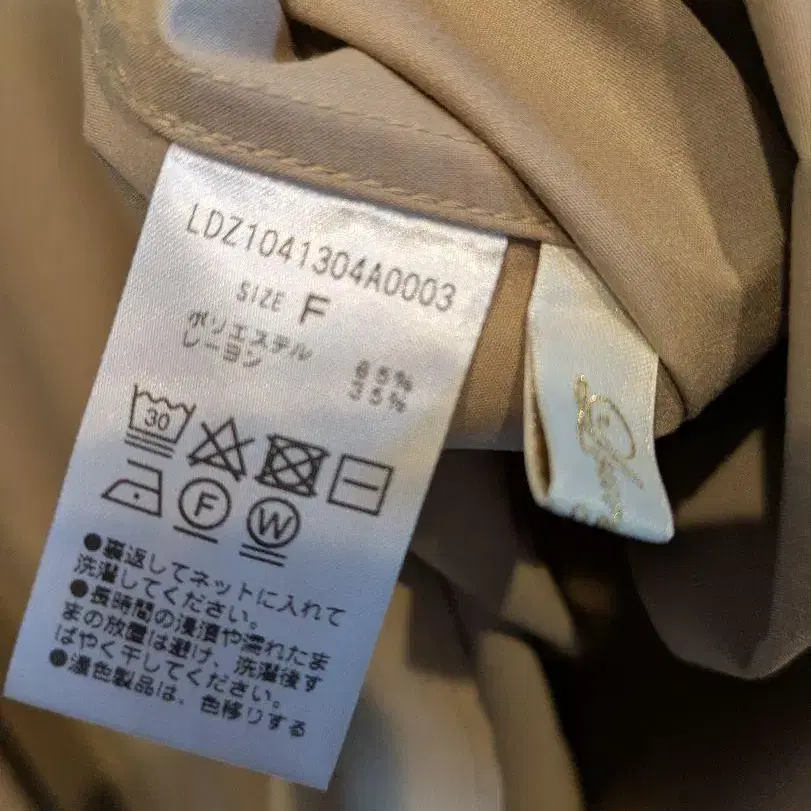 LDZ1041304A0003
SIZE F
ポリエステル 65%
レーヨン 35%
30
F
W
●裏返してネットに入れて
洗濯してください。
●長時間の浸漬や濡れたま
まの放置は避け、洗濯後す
ばやく干してください。
●濃色製品は、色移りする